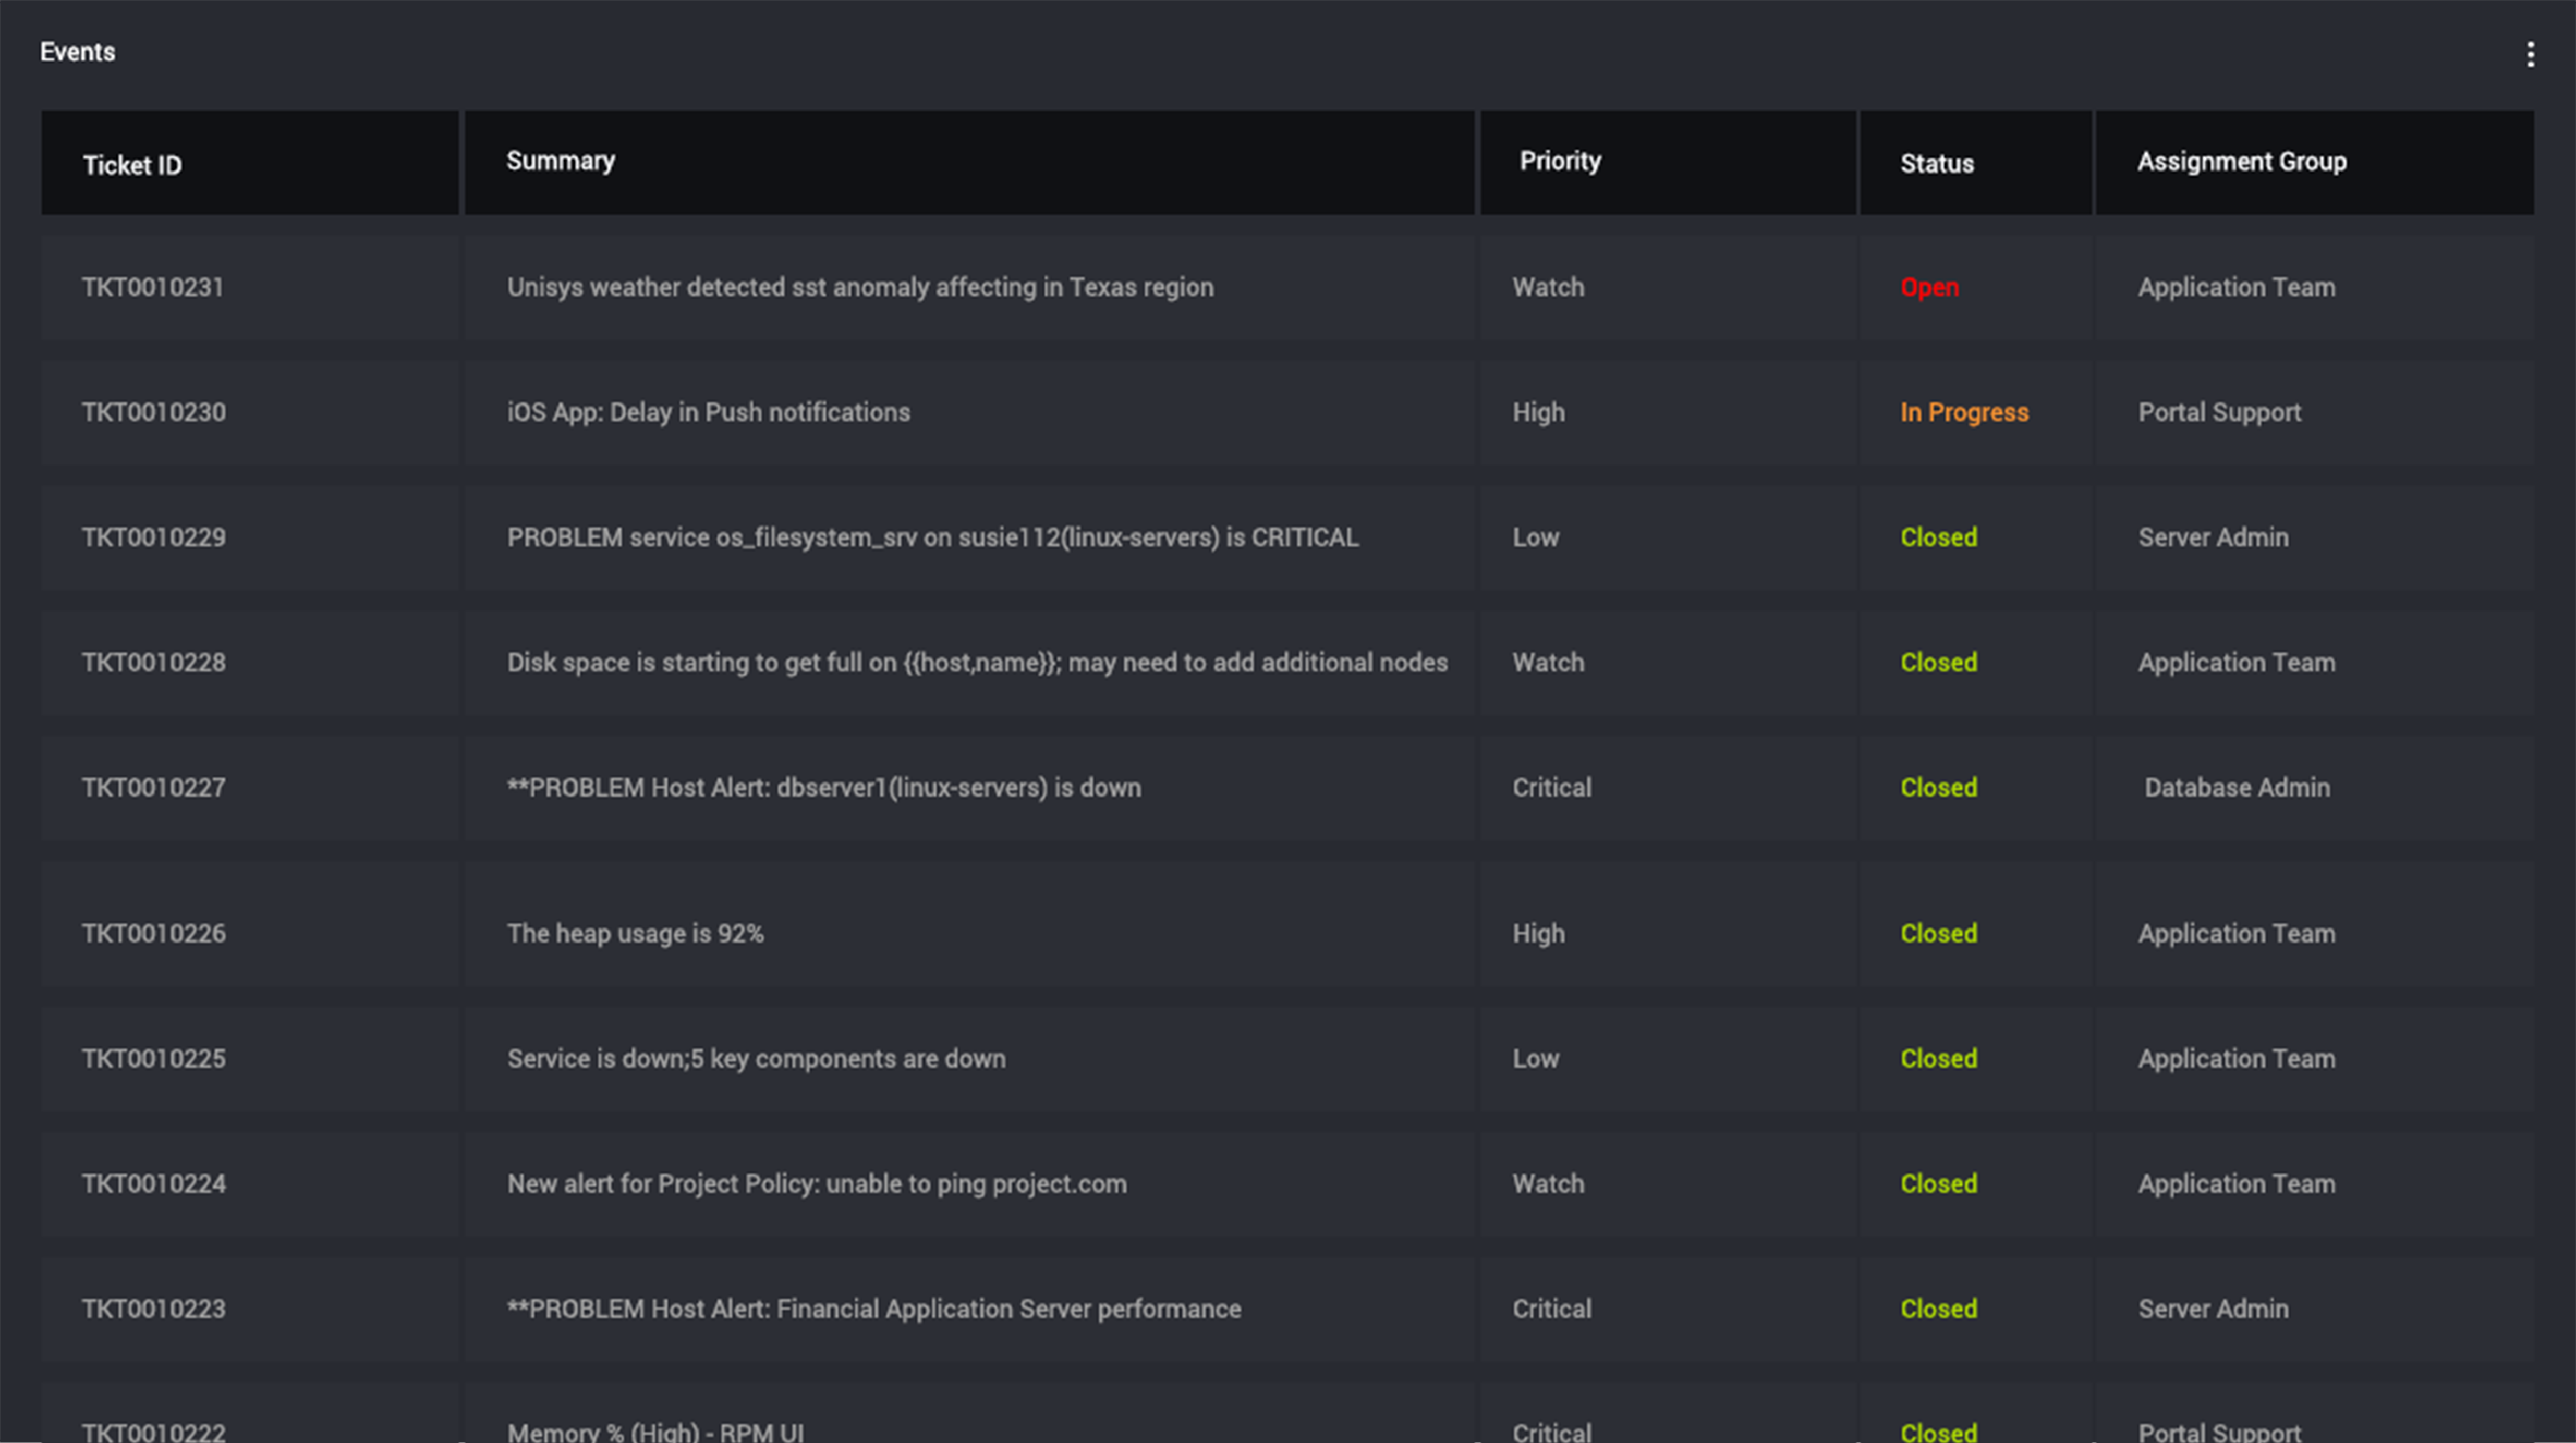 Events
Ticket ID Summary Priority Status Assignment Group
TKT0010231 Unisys weather detected sst anomaly affecting in Texas region Watch Open Application Team
TKT0010230 iOS App: Delay in Push notifications High In Progress Portal Support
TKT0010229 PROBLEM service os_filesystem_srv on susie112(linux-servers) is CRITICAL Low Closed Server Admin
TKT0010228 Disk space is starting to get full on {{host,name}}; may need to add additional nodes Watch Closed Application Team
TKT0010227 **PROBLEM Host Alert: dbserver1(linux-servers) is down Critical Closed Database Admin
TKT0010226 The heap usage is 92% High Closed Application Team
TKT0010225 Service is down;5 key components are down Low Closed Application Team
TKT0010224 New alert for Project Policy: unable to ping project.com Watch Closed Application Team
TKT0010223 **PROBLEM Host Alert: Financial Application Server performance Critical Closed Server Admin
TKT0010222 Memory % (High) - RPM UI Critical Closed Portal Support